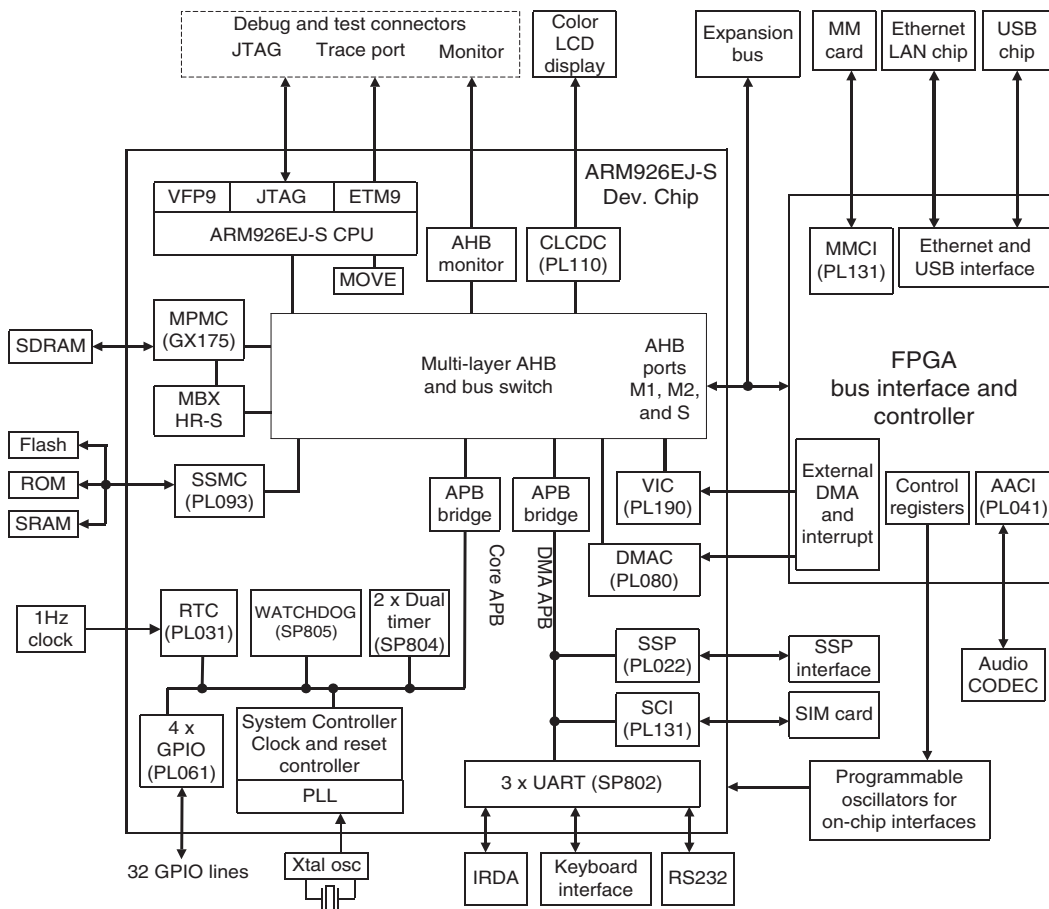 Debug and test connectors
JTAG
Trace port
Monitor
Color
LCD
display
Expansion
bus
MM
card
Ethernet
LAN chip
USB
chip
ARM926EJ-S
Dev. Chip
VFP9
JTAG
ETM9
ARM926EJ-S CPU
MOVE
AHB
monitor
CLCDC
(PL110)
MMCI
(PL131)
Ethernet and
USB interface
SDRAM
MPMC
(GX175)
MBX
HR-S
Multi-layer AHB
and bus switch
AHB
ports
M1, M2,
and S
FPGA
bus interface and
controller
Flash
ROM
SRAM
SSMC
(PL093)
APB
bridge
APB
bridge
VIC
(PL190)
DMAC
(PL080)
External
DMA
and
interrupt
Control
registers
AACI
(PL041)
Core APB
DMA APB
1Hz
clock
RTC
(PL031)
WATCHDOG
(SP805)
2 x Dual
timer
(SP804)
SSP
(PL022)
SSP
interface
Audio
CODEC
SCI
(PL131)
SIM card
4 x
GPIO
(PL061)
System Controller
Clock and reset
controller
PLL
3 x UART (SP802)
Programmable
oscillators for
on-chip interfaces
32 GPIO lines
Xtal osc
IRDA
Keyboard
interface
RS232